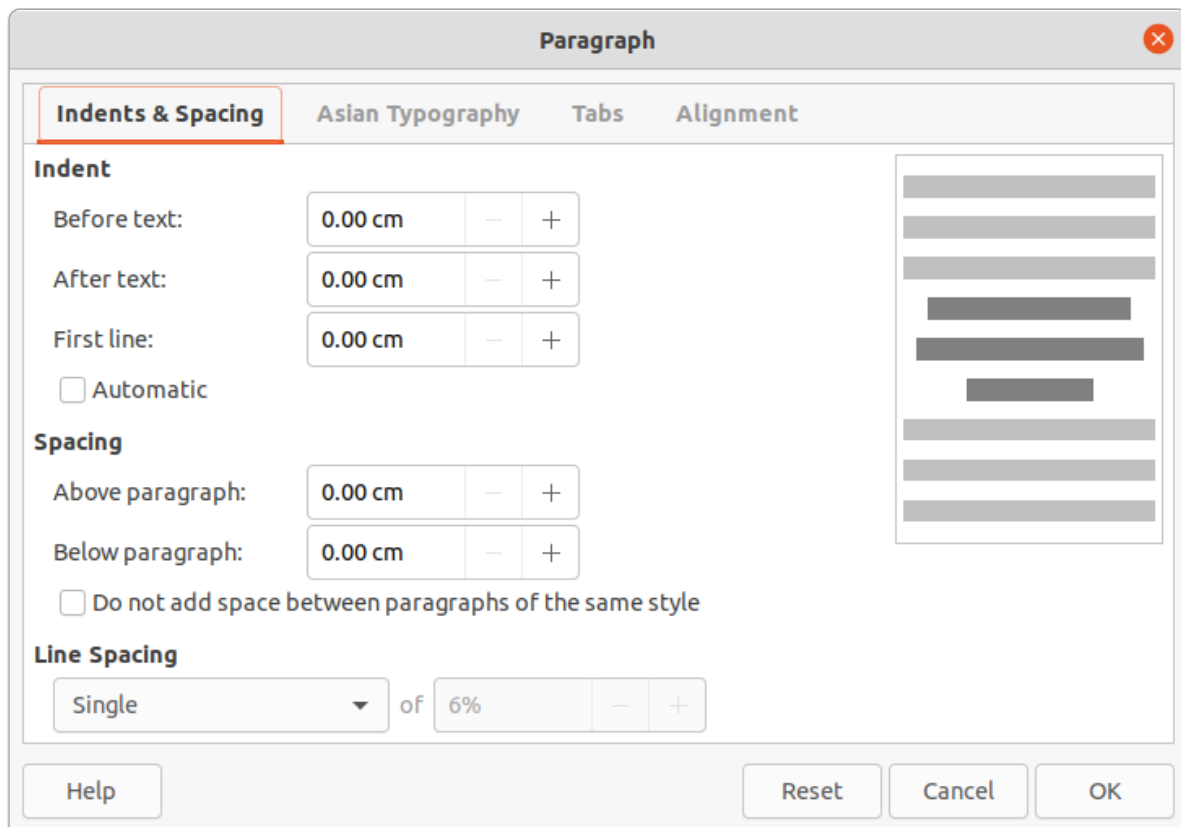 Paragraph
Indents & Spacing Asian Typography Tabs Alignment
Indent
Before text: 0.00 cm
After text: 0.00 cm
First line: 0.00 cm
Automatic
Spacing
Above paragraph: 0.00 cm
Below paragraph: 0.00 cm
Do not add space between paragraphs of the same style
Line Spacing
Single of 6%
Help Reset Cancel OK